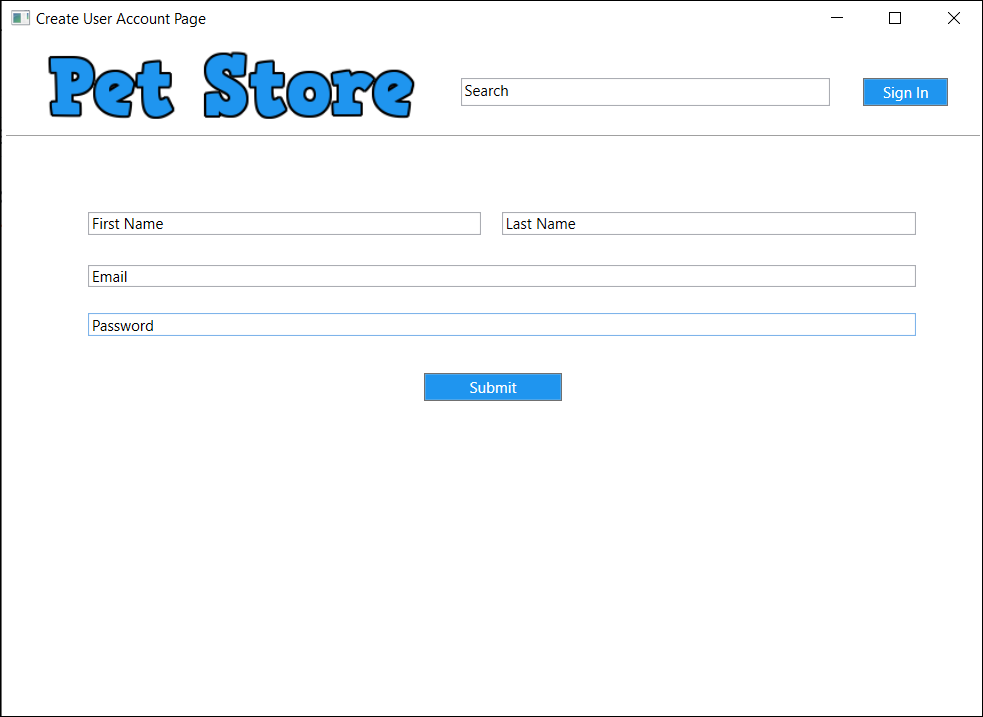 Create User Account Page
Pet Store
Search
Sign In
First Name
Last Name
Email
Password
Submit